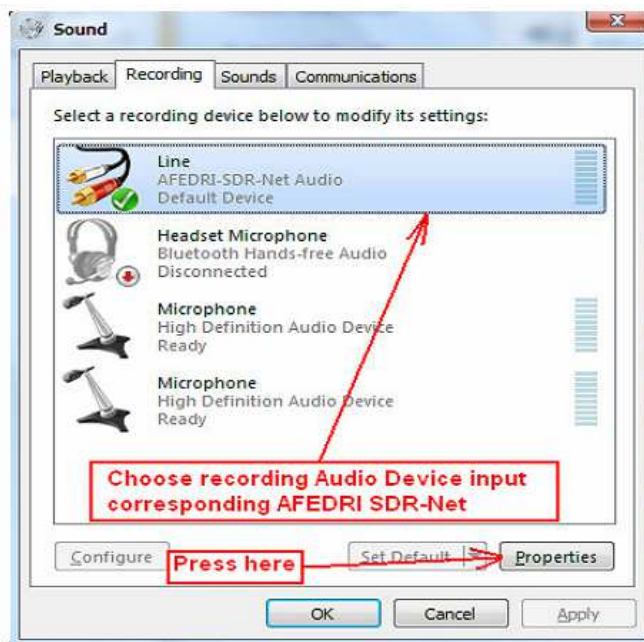 Sound
Playback Recording Sounds Communications
Select a recording device below to modify its settings:
Line
AFEDRI-SDR-Net Audio
Default Device
Headset Microphone
Bluetooth Hands-free Audio
Disconnected
Microphone
High Definition Audio Device
Ready
Microphone
High Definition Audio Device
Ready
Choose recording Audio Device input
corresponding AFEDRI SDR-Net
Configure Press here Set Default Properties
OK Cancel Apply